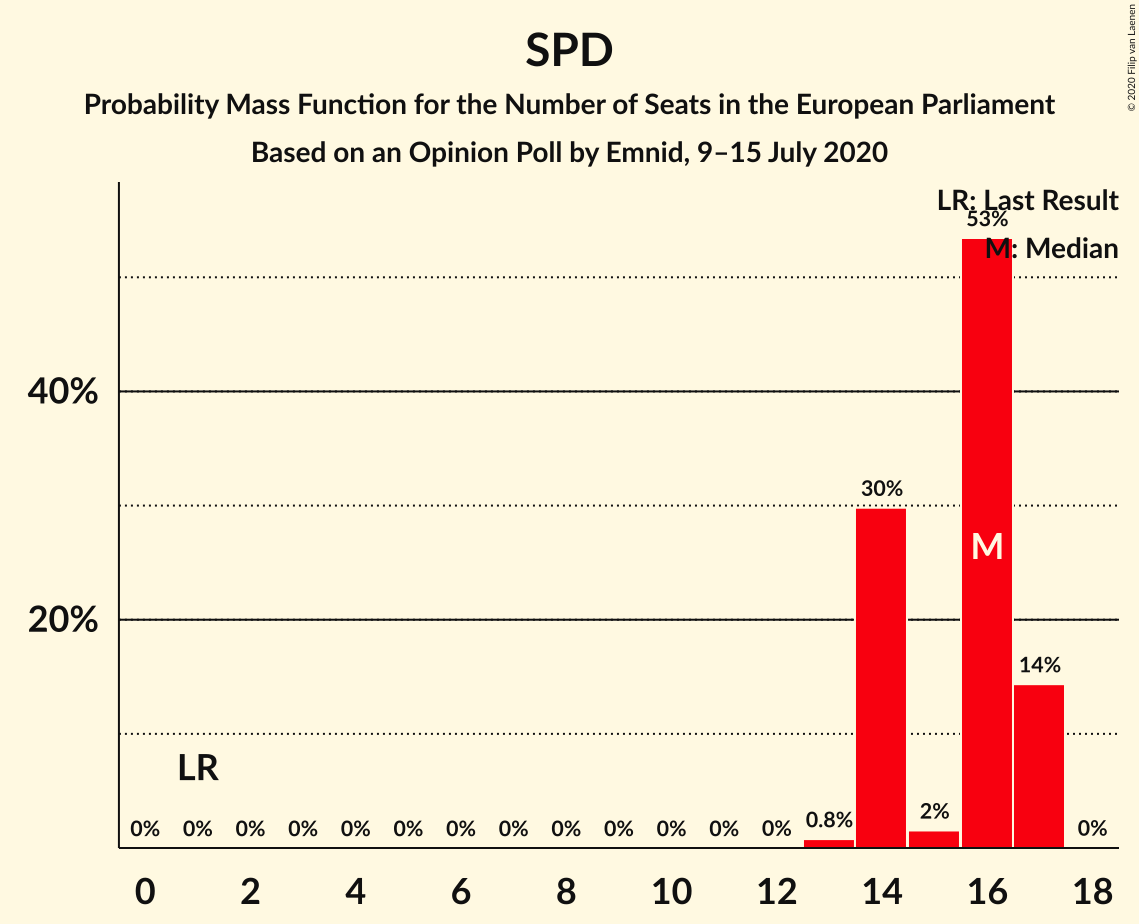 SPD
Probability Mass Function for the Number of Seats in the European Parliament
Based on an Opinion Poll by Emnid, 9–15 July 2020
© 2020 Filip van Laenen
LR: Last Result
53%
M: Median
40%
30%
M
20%
14%
LR
0% 0% 0% 0% 0% 0% 0% 0% 0% 0% 0% 0% 0% 0.8% 2% 0%
0 2 4 6 8 10 12 14 16 18